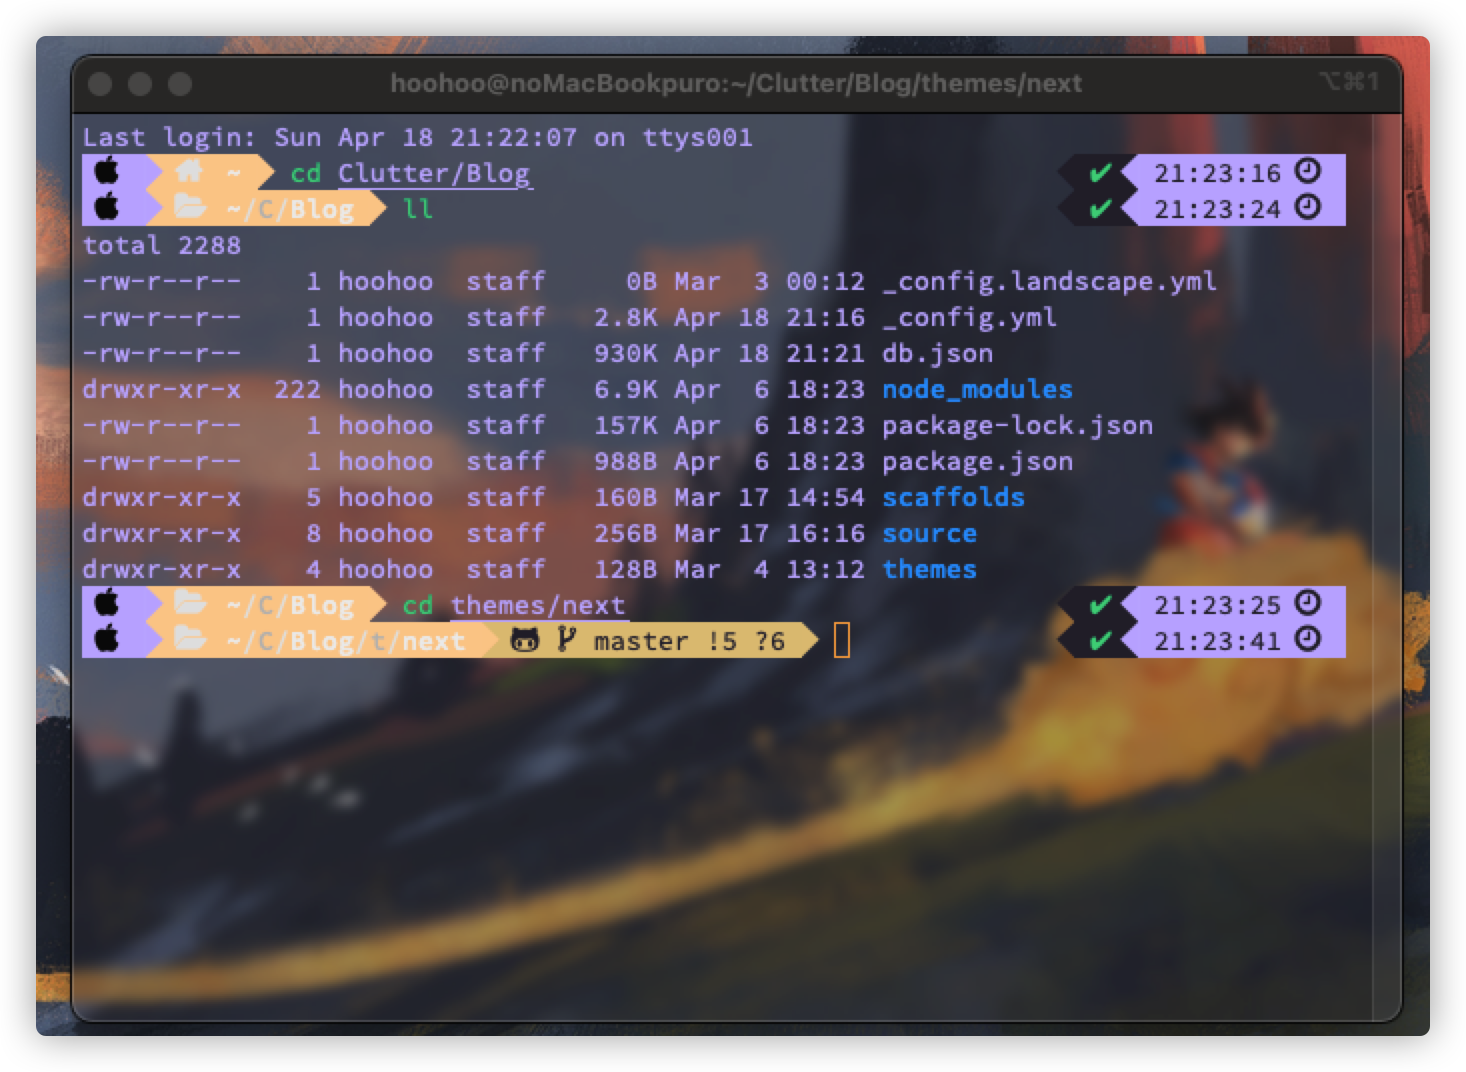 hoohoo@noMacBookpuro:~/Clutter/Blog/themes/next ⌥⌘1
Last login: Sun Apr 18 21:22:07 on ttys001
~ cd Clutter/Blog ✔ 21:23:16
~/C/Blog ll ✔ 21:23:24
total 2288
-rw-r--r-- 1 hoohoo staff 0B Mar 3 00:12 _config.landscape.yml
-rw-r--r-- 1 hoohoo staff 2.8K Apr 18 21:16 _config.yml
-rw-r--r-- 1 hoohoo staff 930K Apr 18 21:21 db.json
drwxr-xr-x 222 hoohoo staff 6.9K Apr 6 18:23 node_modules
-rw-r--r-- 1 hoohoo staff 157K Apr 6 18:23 package-lock.json
-rw-r--r-- 1 hoohoo staff 988B Apr 6 18:23 package.json
drwxr-xr-x 5 hoohoo staff 160B Mar 17 14:54 scaffolds
drwxr-xr-x 8 hoohoo staff 256B Mar 17 16:16 source
drwxr-xr-x 4 hoohoo staff 128B Mar 4 13:12 themes
~/C/Blog cd themes/next ✔ 21:23:25
~/C/Blog/t/next master !5 ?6 ✔ 21:23:41